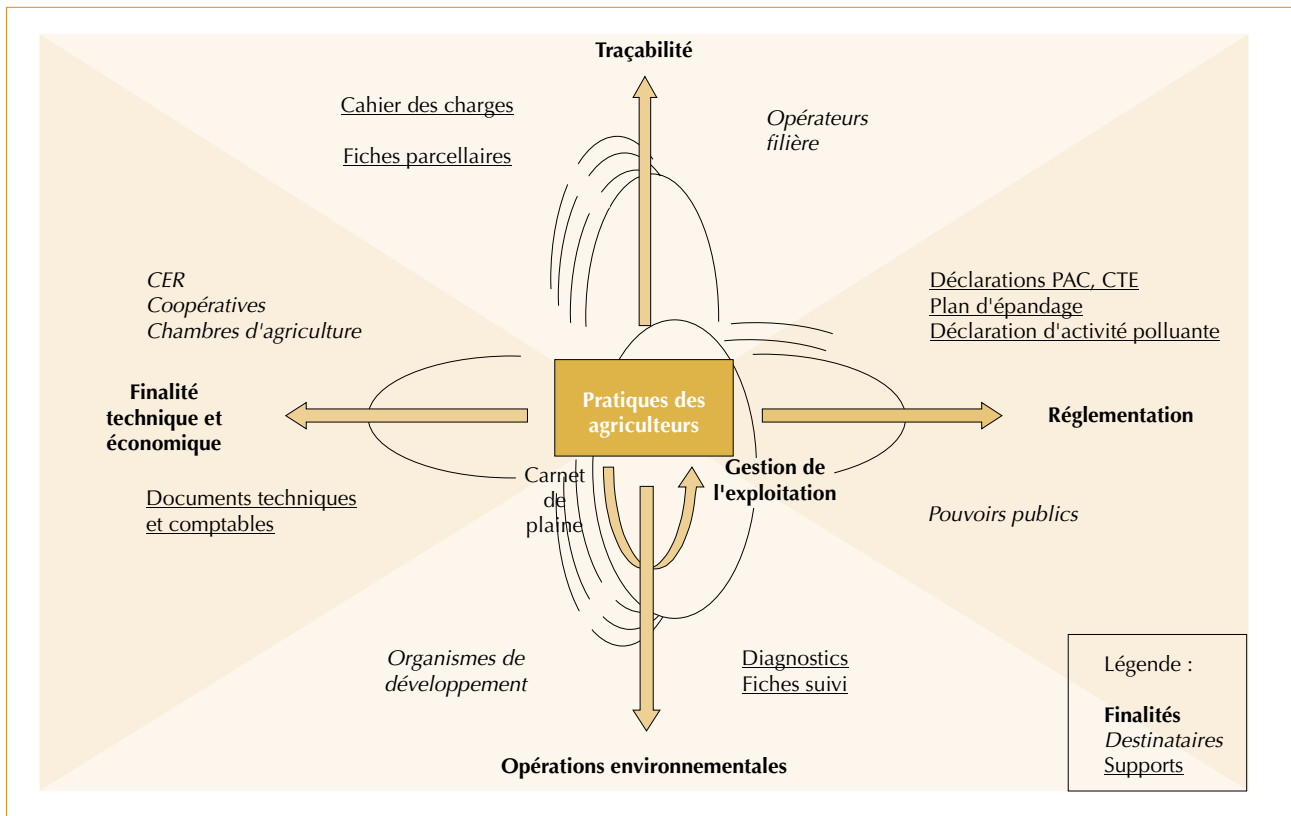 Traçabilité
Cahier des charges
Fiches parcellaires
Opérateurs
filière
CER
Coopératives
Chambres d'agriculture
Déclarations PAC, CTE
Plan d'épandage
Déclaration d'activité polluante
Finalité
technique et
économique
Pratiques des
agriculteurs
Réglementation
Carnet
de
plaine
Gestion de
l'exploitation
Documents techniques
et comptables
Pouvoirs publics
Organismes de
développement
Diagnostics
Fiches suivi
Opérations environnementales
Légende :
Finalités
Destinataires
Supports